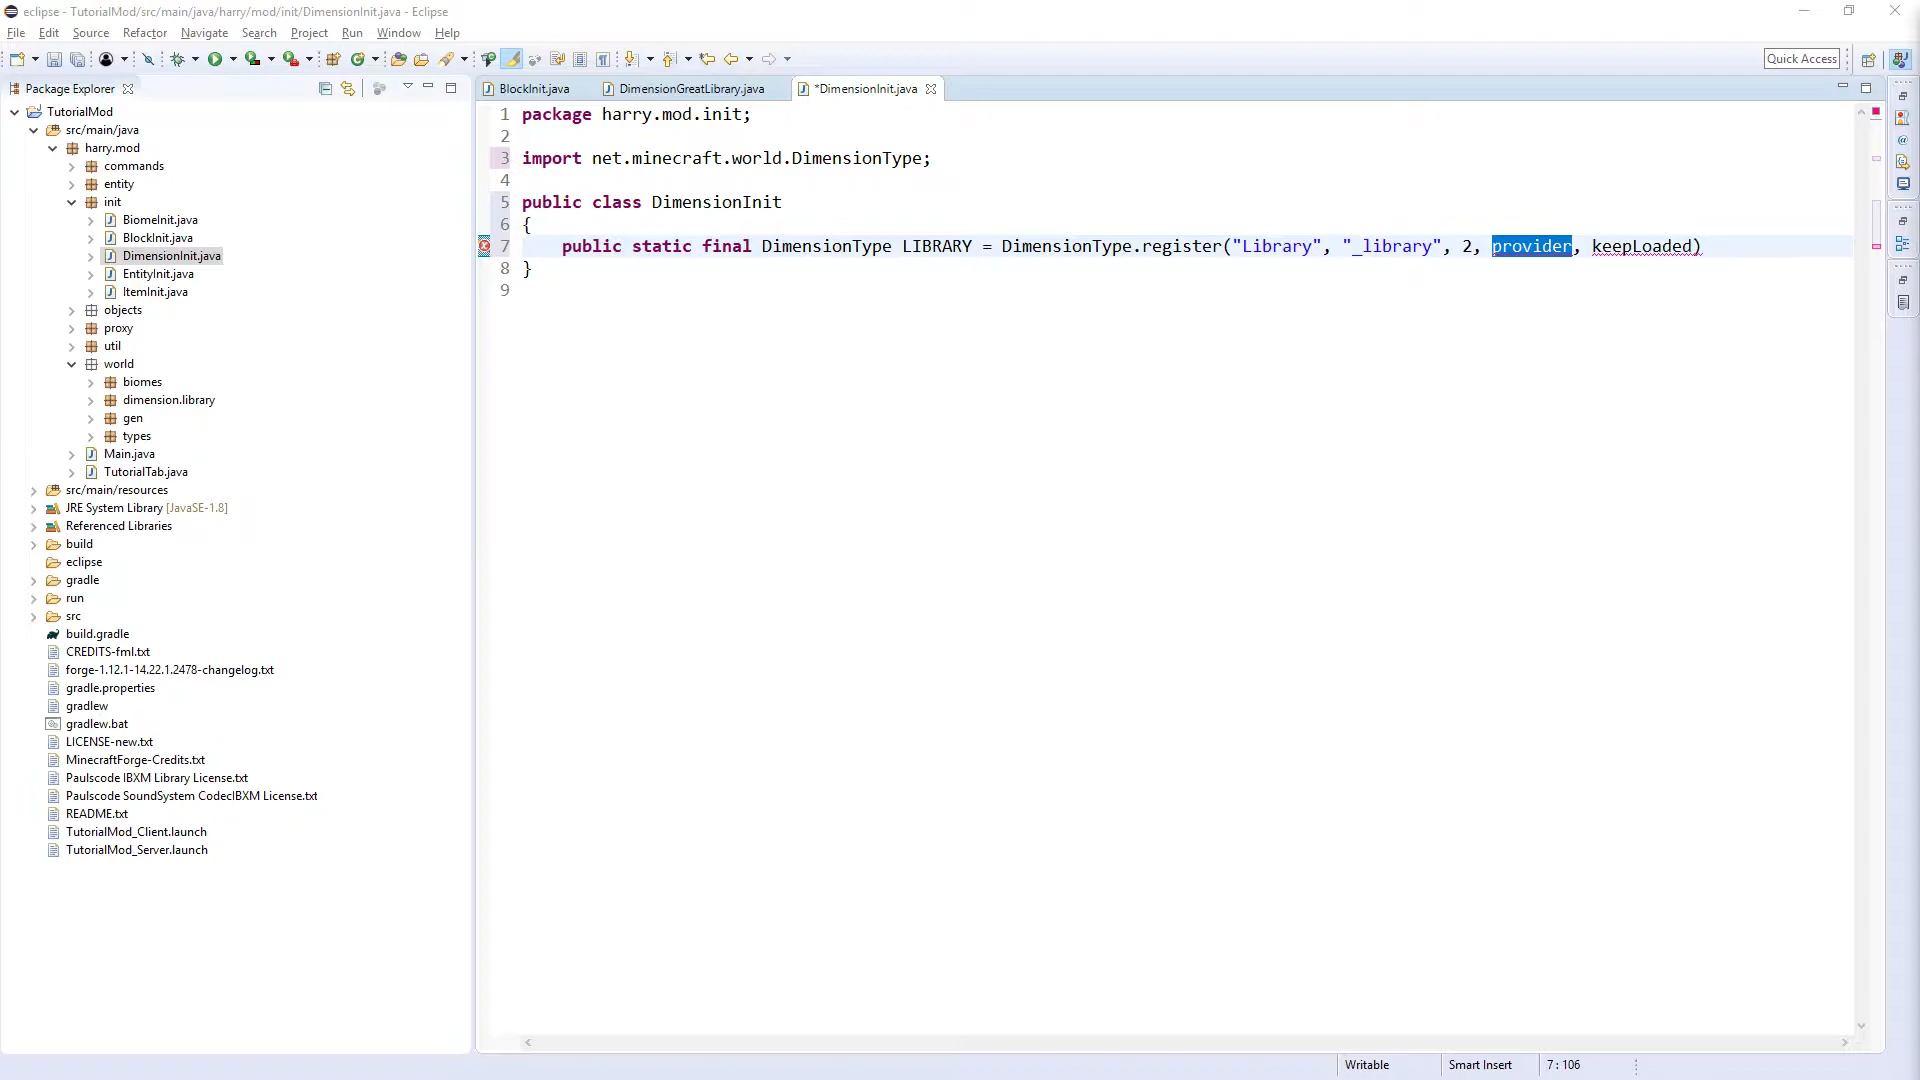 eclipse - TutorialMod/src/main/java/harry/mod/init/DimensionInit.java - Eclipse
File Edit Source Refactor Navigate Search Project Run Window Help
Quick Access
Package Explorer
BlockInit.java DimensionGreatLibrary.java *DimensionInit.java
TutorialMod
src/main/java
harry.mod
commands
entity
init
BiomeInit.java
BlockInit.java
DimensionInit.java
EntityInit.java
ItemInit.java
objects
proxy
util
world
biomes
dimension.library
gen
types
Main.java
TutorialTab.java
src/main/resources
JRE System Library [JavaSE-1.8]
Referenced Libraries
build
eclipse
gradle
run
src
build.gradle
CREDITS-fml.txt
forge-1.12.1-14.22.1.2478-changelog.txt
gradle.properties
gradlew
gradlew.bat
LICENSE-new.txt
MinecraftForge-Credits.txt
Paulscode IBXM Library License.txt
Paulscode SoundSystem CodecIBXM License.txt
README.txt
TutorialMod_Client.launch
TutorialMod_Server.launch
1 package harry.mod.init;
2
3 import net.minecraft.world.DimensionType;
4
5 public class DimensionInit
6 {
7 public static final DimensionType LIBRARY = DimensionType.register("Library", "_library", 2, provider, keepLoaded)
8 }
9
Writable Smart Insert 7 : 106